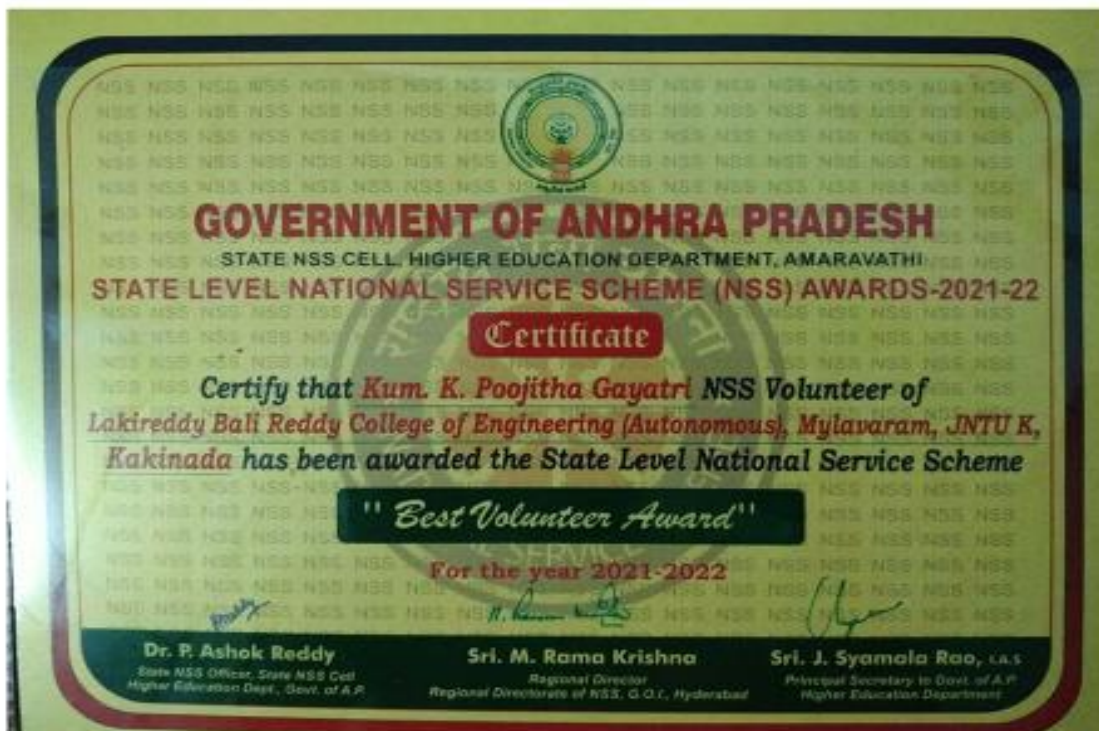 GOVERNMENT OF ANDHRA PRADESH
STATE NSS CELL, HIGHER EDUCATION DEPARTMENT, AMARAVATHI
STATE LEVEL NATIONAL SERVICE SCHEME (NSS) AWARDS-2021-22
Certificate
Certify that Kum. K. Poojitha Gayatri NSS Volunteer of
Lakireddy Bali Reddy College of Engineering (Autonomous), Mylavaram, JNTU K,
Kakinada has been awarded the State Level National Service Scheme
" Best Volunteer Award"
For the year 2021-2022
Dr. P. Ashok Reddy
State NSS Officer, State NSS Cell
Higher Education Dept., Govt. of A.P.
Sri. M. Rama Krishna
Regional Director
Regional Directorate of NSS, G.O.I., Hyderabad
Sri. J. Syamala Rao, I.A.S
Principal Secretary to Govt. of A.P
Higher Education Department